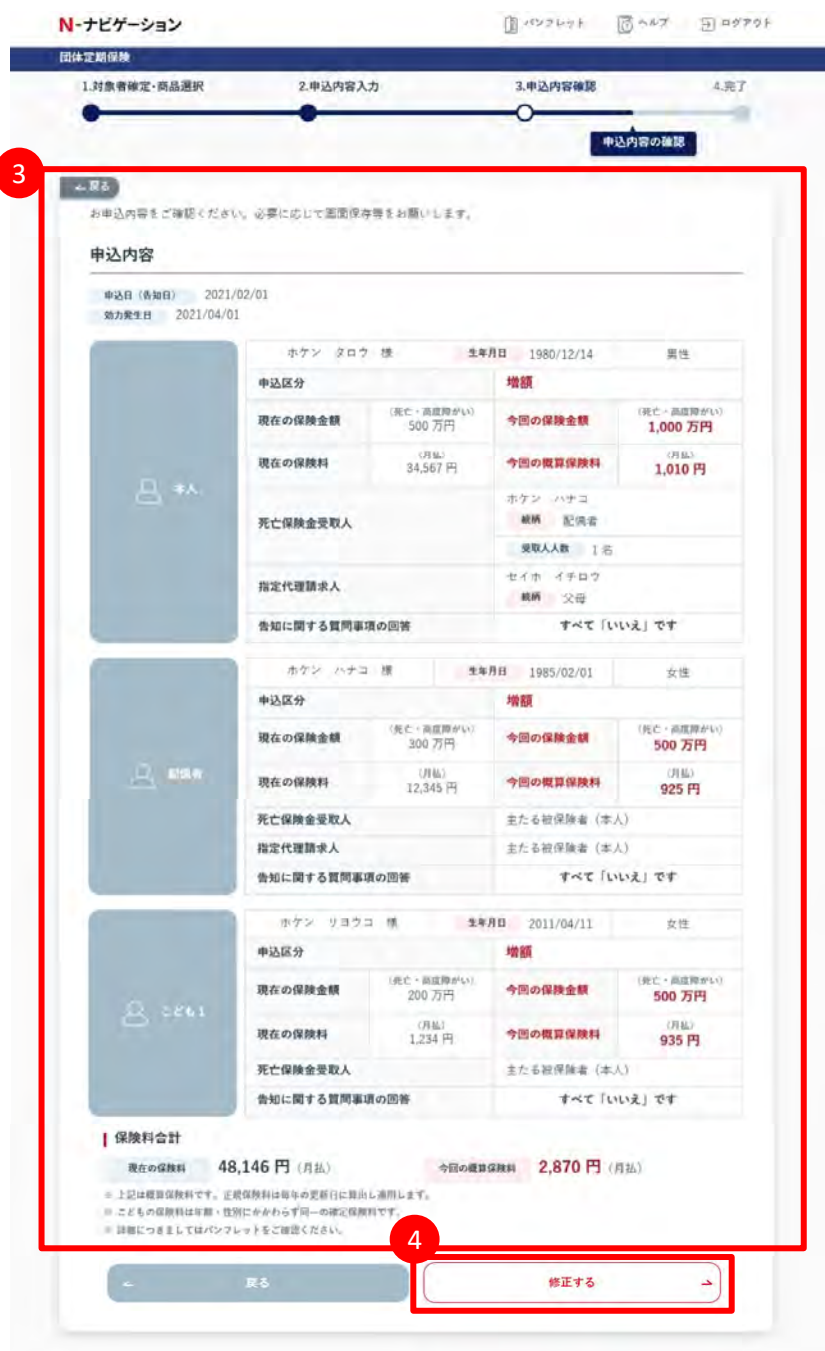 N-ナビゲーション
パンフレット ヘルプ ログアウト
団体定期保険
1.対象者確定・商品選択 2.申込内容入力 3.申込内容確認 4.完了
申込内容の確認
3
戻る
お申込内容をご確認ください。必要に応じて画面保存等をお願いします。
申込内容
申込日（告知日） 2021/02/01
効力発生日 2021/04/01
本人
ホケン タロウ 様 生年月日 1980/12/14 男性
申込区分 増額
現在の保険金額 （死亡・高度障がい） 500 万円 今回の保険金額 （死亡・高度障がい） 1,000 万円
現在の保険料 （月払） 34,567 円 今回の概算保険料 （月払） 1,010 円
死亡保険金受取人 ホケン ハナコ
続柄 配偶者
受取人人数 1 名
指定代理請求人 セイホ イチロウ
続柄 父母
告知に関する質問事項の回答 すべて「いいえ」です
配偶者
ホケン ハナコ 様 生年月日 1985/02/01 女性
申込区分 増額
現在の保険金額 （死亡・高度障がい） 300 万円 今回の保険金額 （死亡・高度障がい） 500 万円
現在の保険料 （月払） 12,345 円 今回の概算保険料 （月払） 925 円
死亡保険金受取人 主たる被保険者（本人）
指定代理請求人 主たる被保険者（本人）
告知に関する質問事項の回答 すべて「いいえ」です
こども1
ホケン リヨウコ 様 生年月日 2011/04/11 女性
申込区分 増額
現在の保険金額 （死亡・高度障がい） 200 万円 今回の保険金額 （死亡・高度障がい） 500 万円
現在の保険料 （月払） 1,234 円 今回の概算保険料 （月払） 935 円
死亡保険金受取人 主たる被保険者（本人）
告知に関する質問事項の回答 すべて「いいえ」です
保険料合計
現在の保険料 48,146 円（月払） 今回の概算保険料 2,870 円（月払）
※ 上記は概算保険料です。正規保険料は毎年の更新日に算出し適用します。
※ こどもの保険料は年齢・性別にかかわらず同一の確定保険料です。
※ 詳細につきましてはパンフレットをご確認ください。
4
戻る 修正する